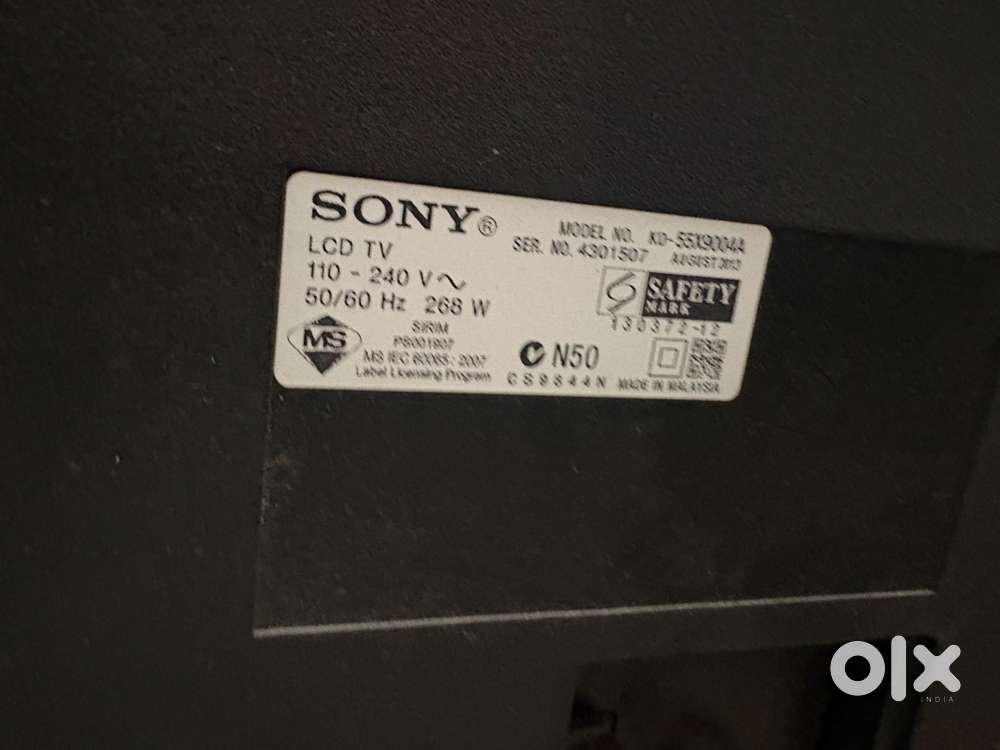 SONY®
LCD TV
110 - 240 V~
50/60 Hz 268 W
MODEL NO. KD-55X9004A
SER. NO. 4301507 AUGUST 2013
SAFETY
MARK
130372-12
MS
SIRIM
PS001907
MS IEC 60065: 2007
Label Licensing Program
N50
CS9844N MADE IN MALAYSIA
olx
INDIA